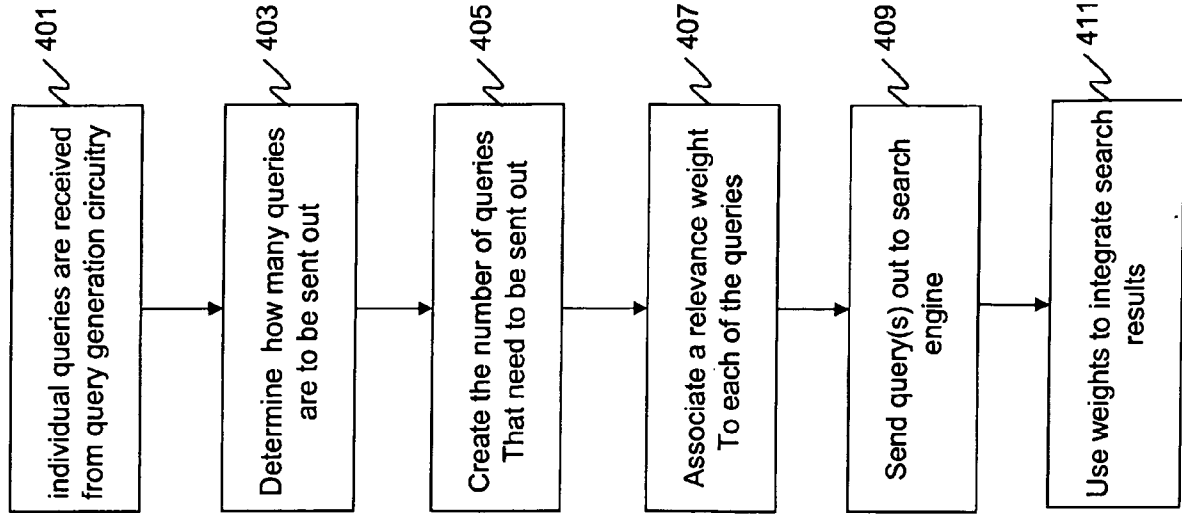 individual queries are received
from query generation circuitry
401
Determine how many queries
are to be sent out
403
Create the number of queries
That need to be sent out
405
Associate a relevance weight
To each of the queries
407
Send query(s) out to search
engine
409
Use weights to integrate search
results
411